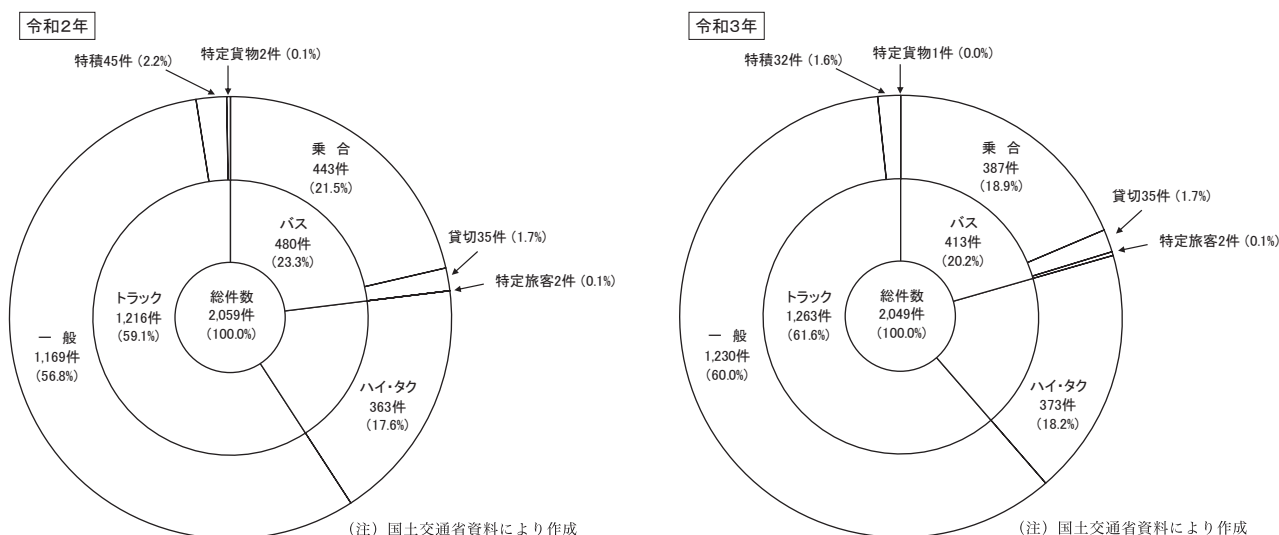 令和2年
特積45件 (2.2%)
特定貨物2件 (0.1%)
乗 合
443件
(21.5%)
バス
480件
(23.3%)
貸切35件 (1.7%)
特定旅客2件 (0.1%)
トラック
1,216件
(59.1%)
総件数
2,059件
(100.0%)
一 般
1,169件
(56.8%)
ハイ・タク
363件
(17.6%)
(注) 国土交通省資料により作成
令和3年
特積32件 (1.6%)
特定貨物1件 (0.0%)
乗 合
387件
(18.9%)
バス
413件
(20.2%)
貸切35件 (1.7%)
特定旅客2件 (0.1%)
トラック
1,263件
(61.6%)
総件数
2,049件
(100.0%)
一 般
1,230件
(60.0%)
ハイ・タク
373件
(18.2%)
(注) 国土交通省資料により作成